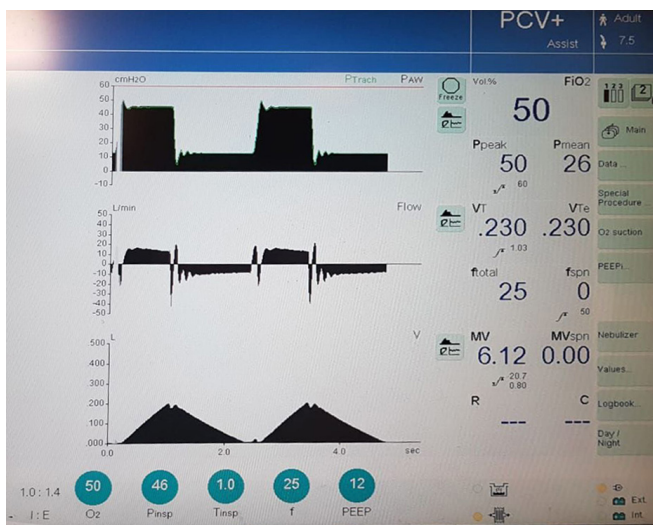 PCV+ Adult
Assist 7.5
cmH2O PTrach PAW
60
50
40
30
20
10
0
-10
Freeze
Vol.% FiO2
50
1 2 3 2
Main
Ppeak Pmean
50 26
60
Data ...
Special
Procedure ...
L/min Flow
50
40
30
20
10
0
-10
-20
-30
-40
-50
VT VTe
.230 .230
1.03
O2 suction
ftotal fspn
25 0
50
PEEPi...
L V
.500
.400
.300
.200
.100
.000
0.0 2.0 4.0 sec
MV MVspn
6.12 0.00
20.7
0.80
Nebulizer
Values...
R C
--- ---
Logbook...
Day /
Night
1.0 : 1.4 50 46 1.0 25 12
I : E O2 Pinsp Tinsp f PEEP
Ext.
Int.